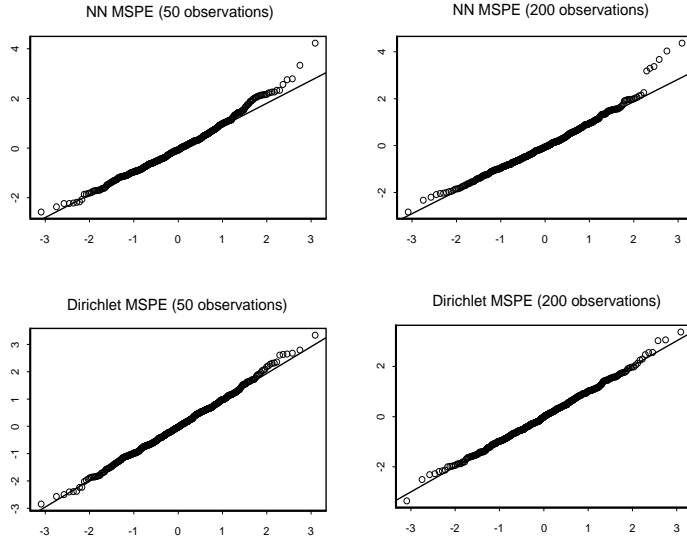 NN MSPE (50 observations)
4
2
0
-2
-3 -2 -1 0 1 2 3
NN MSPE (200 observations)
4
2
0
-2
-3 -2 -1 0 1 2 3
Dirichlet MSPE (50 observations)
3
2
1
0
-1
-2
-3
-3 -2 -1 0 1 2 3
Dirichlet MSPE (200 observations)
2
0
-2
-3 -2 -1 0 1 2 3